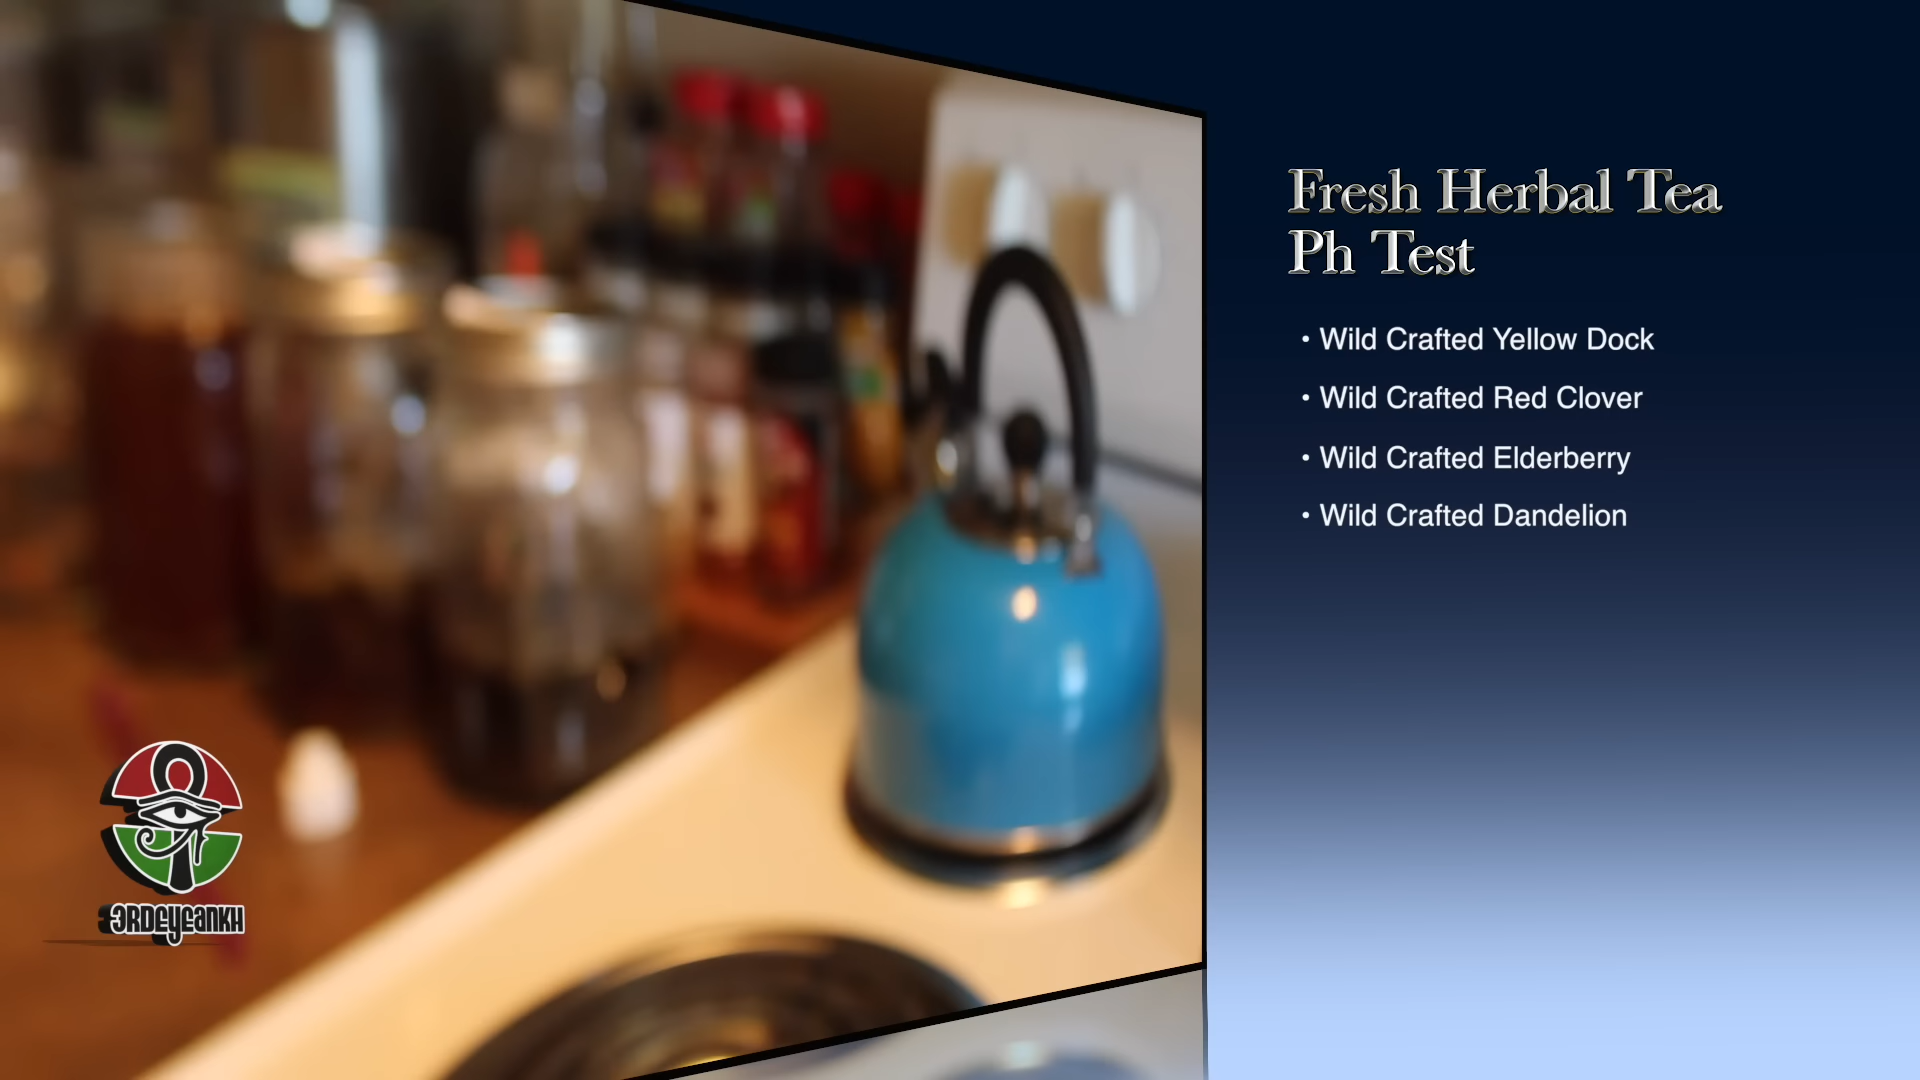 Fresh Herbal Tea
Ph Test
• Wild Crafted Yellow Dock
• Wild Crafted Red Clover
• Wild Crafted Elderberry
• Wild Crafted Dandelion
3RDEYEANKH